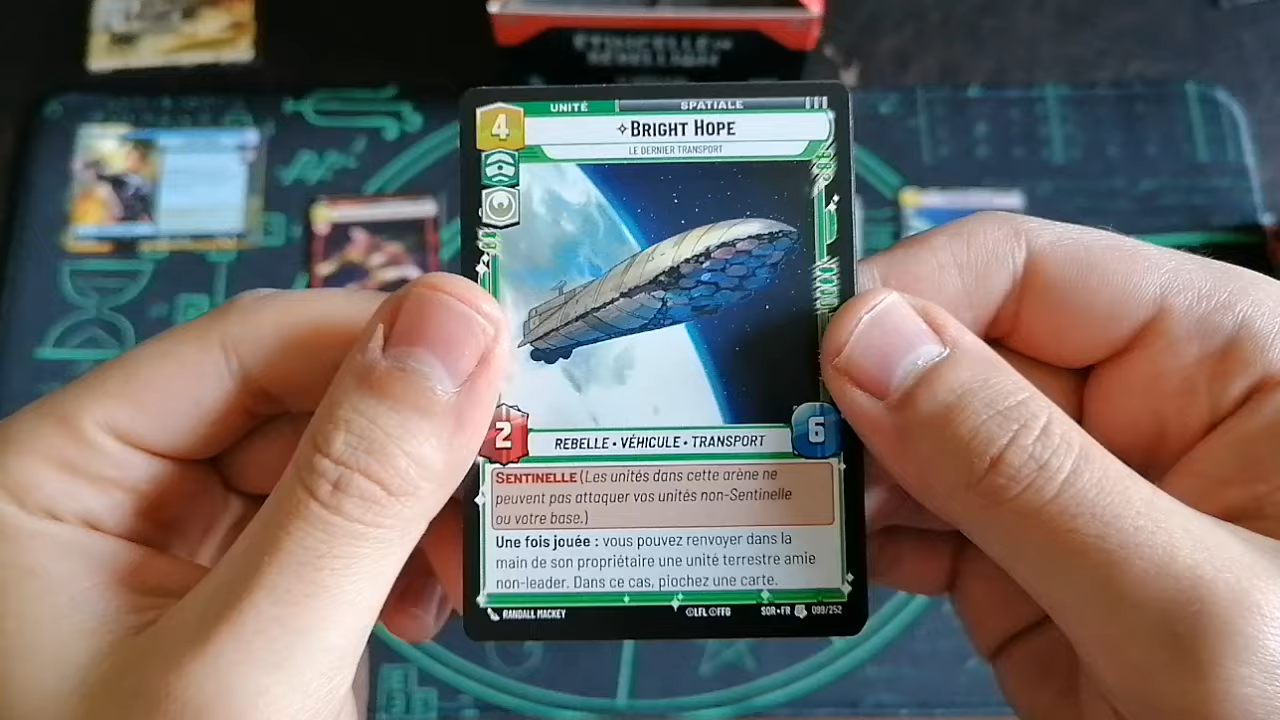 ÉTINCELLE DE
RÉBELLION
UNITÉ
SPATIALE
4
✧BRIGHT HOPE
LE DERNIER TRANSPORT
2
REBELLE • VÉHICULE • TRANSPORT
6
SENTINELLE (Les unités dans cette arène ne
peuvent pas attaquer vos unités non-Sentinelle
ou votre base.)
Une fois jouée : vous pouvez renvoyer dans la
main de son propriétaire une unité terrestre amie
non-leader. Dans ce cas, piochez une carte.
RANDALL MACKEY
©LFL ©FFG
SOR•FR
099/252